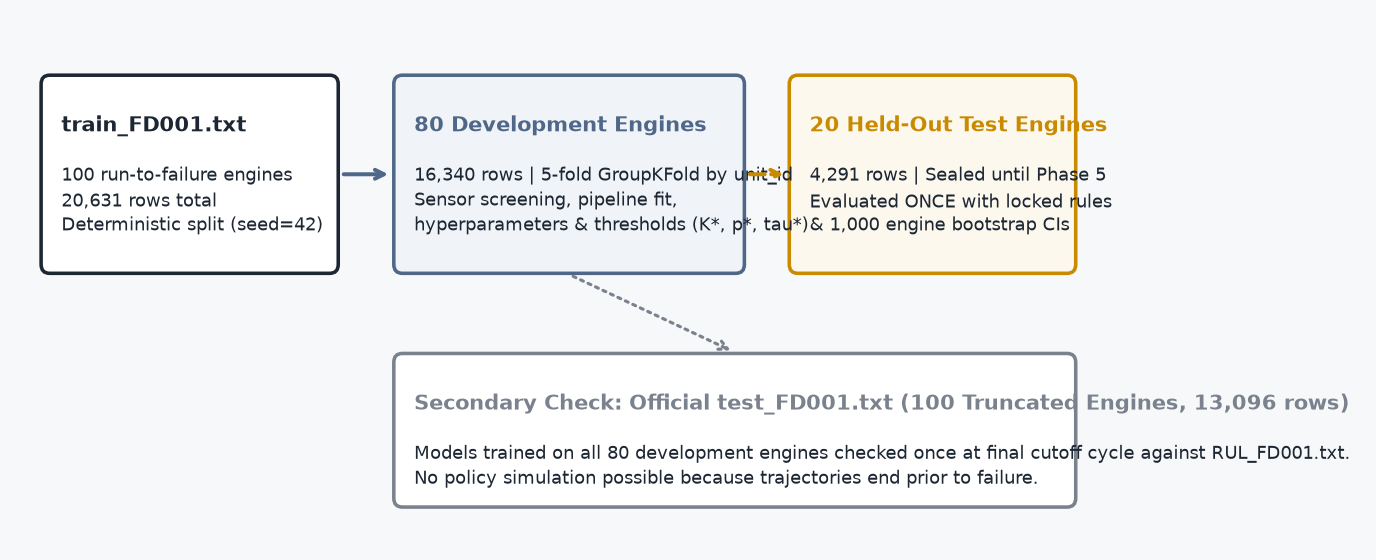 train_FD001.txt
100 run-to-failure engines
20,631 rows total
Deterministic split (seed=42)
80 Development Engines
16,340 rows | 5-fold GroupKFold by unit_id
Sensor screening, pipeline fit,
hyperparameters & thresholds (K*, p*, tau*)
20 Held-Out Test Engines
4,291 rows | Sealed until Phase 5
Evaluated ONCE with locked rules
& 1,000 engine bootstrap CIs
Secondary Check: Official test_FD001.txt (100 Truncated Engines, 13,096 rows)
Models trained on all 80 development engines checked once at final cutoff cycle against RUL_FD001.txt.
No policy simulation possible because trajectories end prior to failure.